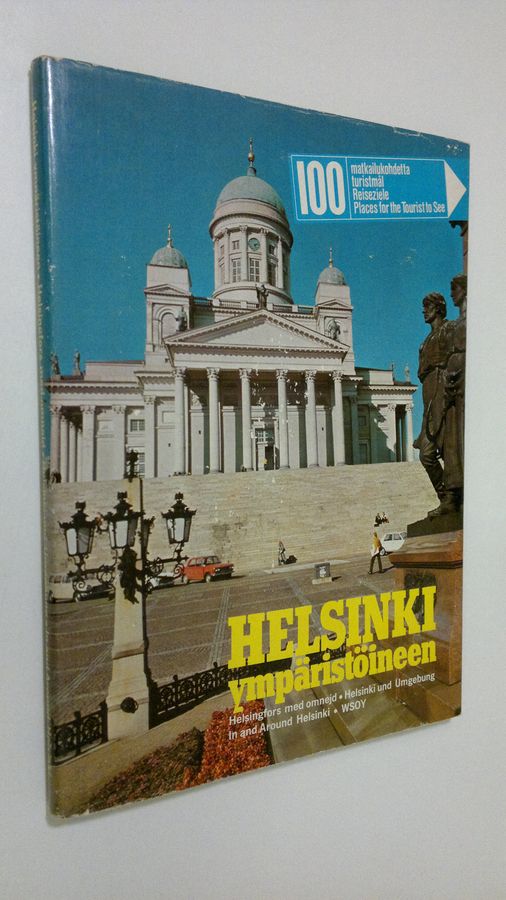 100
matkailukohdetta
turistmål
Reiseziele
Places for the Tourist to See
HELSINKI
ympäristöineen
Helsingfors med omnejd • Helsinki und Umgebung
In and Around Helsinki • WSOY